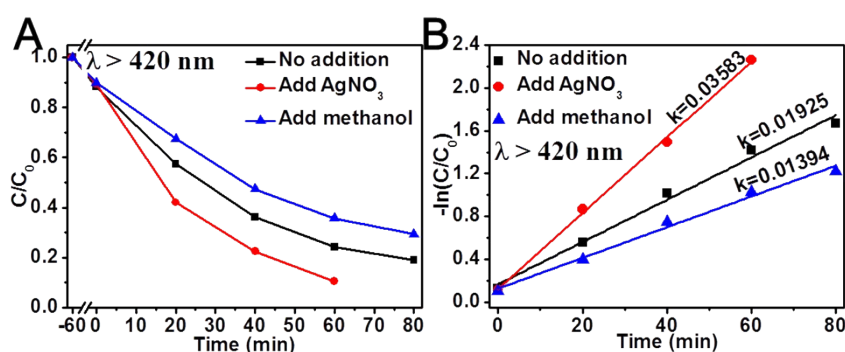 A
λ > 420 nm
No addition
Add AgNO₃
Add methanol
C/C₀
1.0
0.8
0.6
0.4
0.2
0.0
-60 0 10 20 30 40 50 60 70 80
Time (min)
B
No addition
Add AgNO₃
Add methanol
λ > 420 nm
k=0.03583
k=0.01925
k=0.01394
-ln(C/C₀)
2.4
2.0
1.6
1.2
0.8
0.4
0.0
0 20 40 60 80
Time (min)